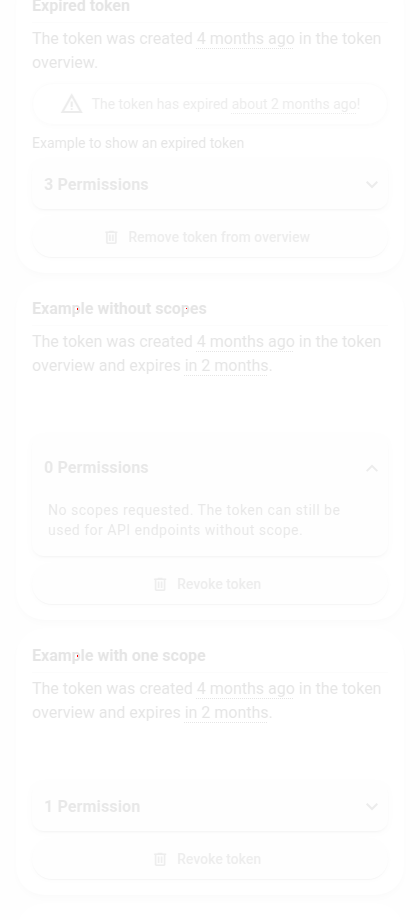 Expired token
The token was created 4 months ago in the token
overview.
The token has expired about 2 months ago!
Example to show an expired token
3 Permissions
Remove token from overview
Example without scopes
The token was created 4 months ago in the token
overview and expires in 2 months.
0 Permissions
No scopes requested. The token can still be
used for API endpoints without scope.
Revoke token
Example with one scope
The token was created 4 months ago in the token
overview and expires in 2 months.
1 Permission
Revoke token